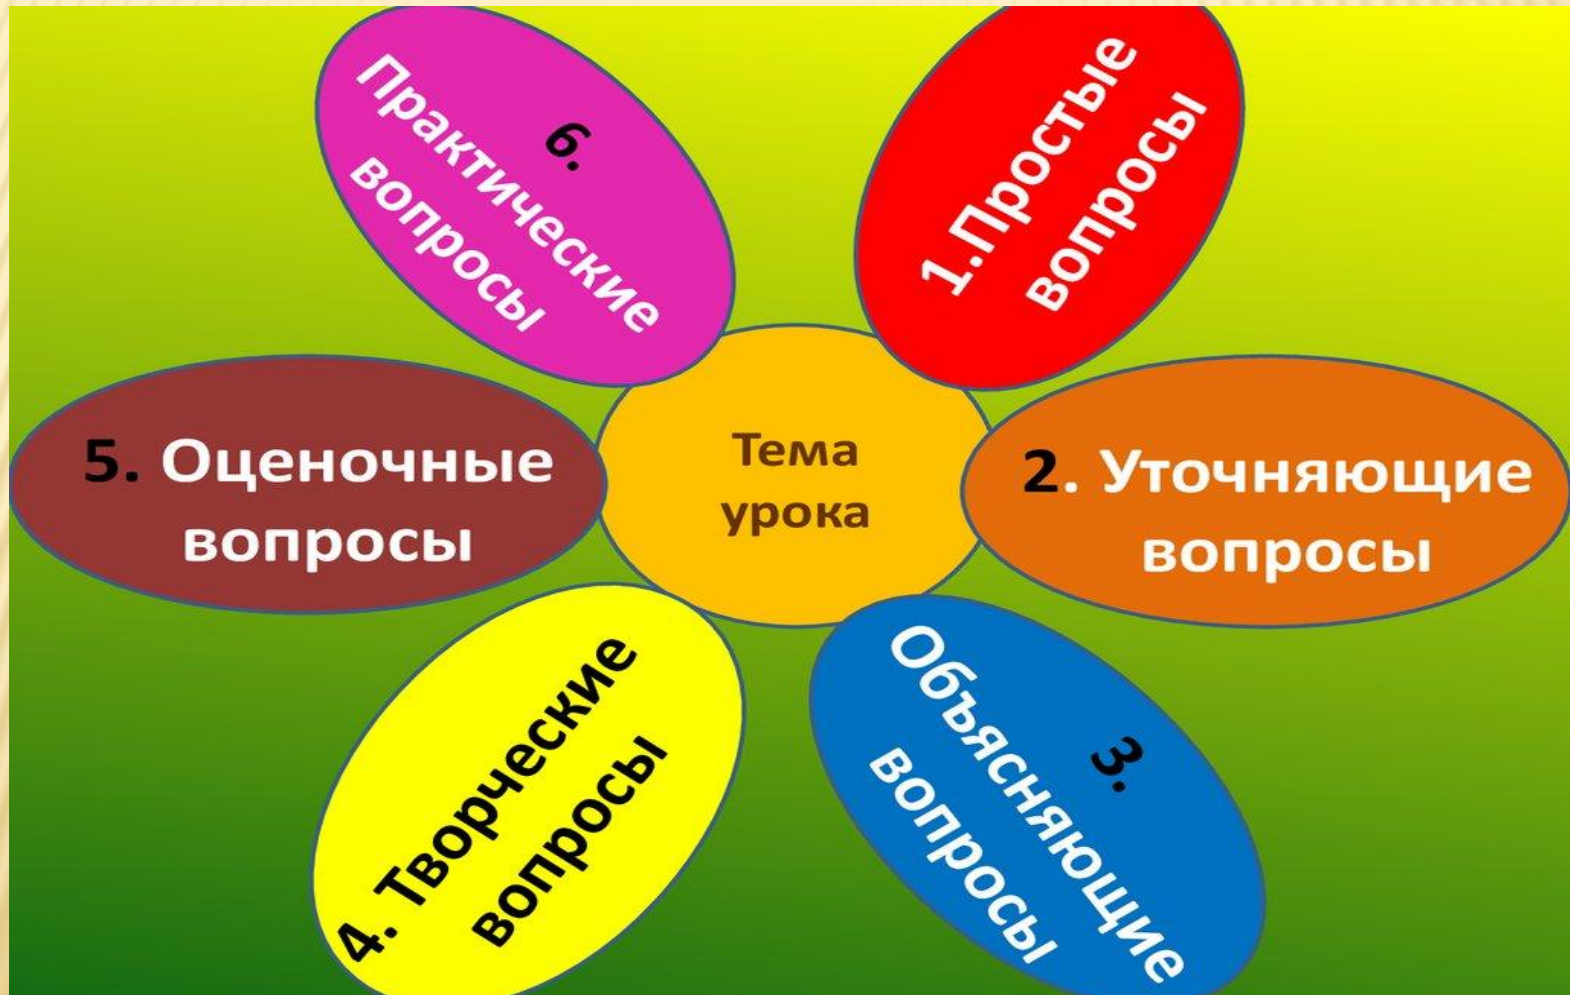 Тема
урока
1.Простые
вопросы
2. Уточняющие
вопросы
3.
Объясняющие
вопросы
4. Творческие
вопросы
5. Оценочные
вопросы
6.
Практические
вопросы